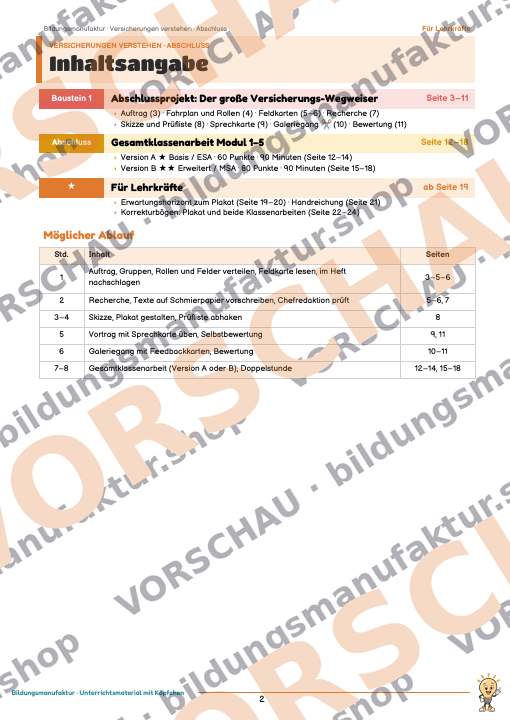 Bildungsmanufaktur · Versicherungen verstehen · Abschluss
Für Lehrkräfte
VERSICHERUNGEN VERSTEHEN · ABSCHLUSS
Inhaltsangabe
Baustein 1 Abschlussprojekt: Der große Versicherungs-Wegweiser Seite 3–11
Auftrag (3) · Fahrplan und Rollen (4) · Feldkarten (5–6) · Recherche (7)
Skizze und Prüfliste (8) · Sprechkarte (9) · Galeriegang ✂ (10) · Bewertung (11)
Abschluss Gesamtklassenarbeit Modul 1–5 Seite 12–18
Version A ★ Basis / ESA · 60 Punkte · 90 Minuten (Seite 12–14)
Version B ★★ Erweitert / MSA · 80 Punkte · 90 Minuten (Seite 15–18)
★ Für Lehrkräfte ab Seite 19
Erwartungshorizont zum Plakat (Seite 19–20) · Handreichung (Seite 21)
Korrekturbögen: Plakat und beide Klassenarbeiten (Seite 22–24)
Möglicher Ablauf
Std. Inhalt Seiten
1 Auftrag, Gruppen, Rollen und Felder verteilen, Feldkarte lesen, im Heft
nachschlagen 3–5–6
2 Recherche, Texte auf Schmierpapier vorschreiben, Chefredaktion prüft 5–6, 7
3–4 Skizze, Plakat gestalten, Prüfliste abhaken 8
5 Vortrag mit Sprechkarte üben, Selbstbewertung 9, 11
6 Galeriegang mit Feedbackkarten, Bewertung 10–11
7–8 Gesamtklassenarbeit (Version A oder B), Doppelstunde 12–14, 15–18
VORSCHAU · bildungsmanufaktur.shop
VORSCHAU
Bildungsmanufaktur · Unterrichtsmaterial mit Köpfchen
2